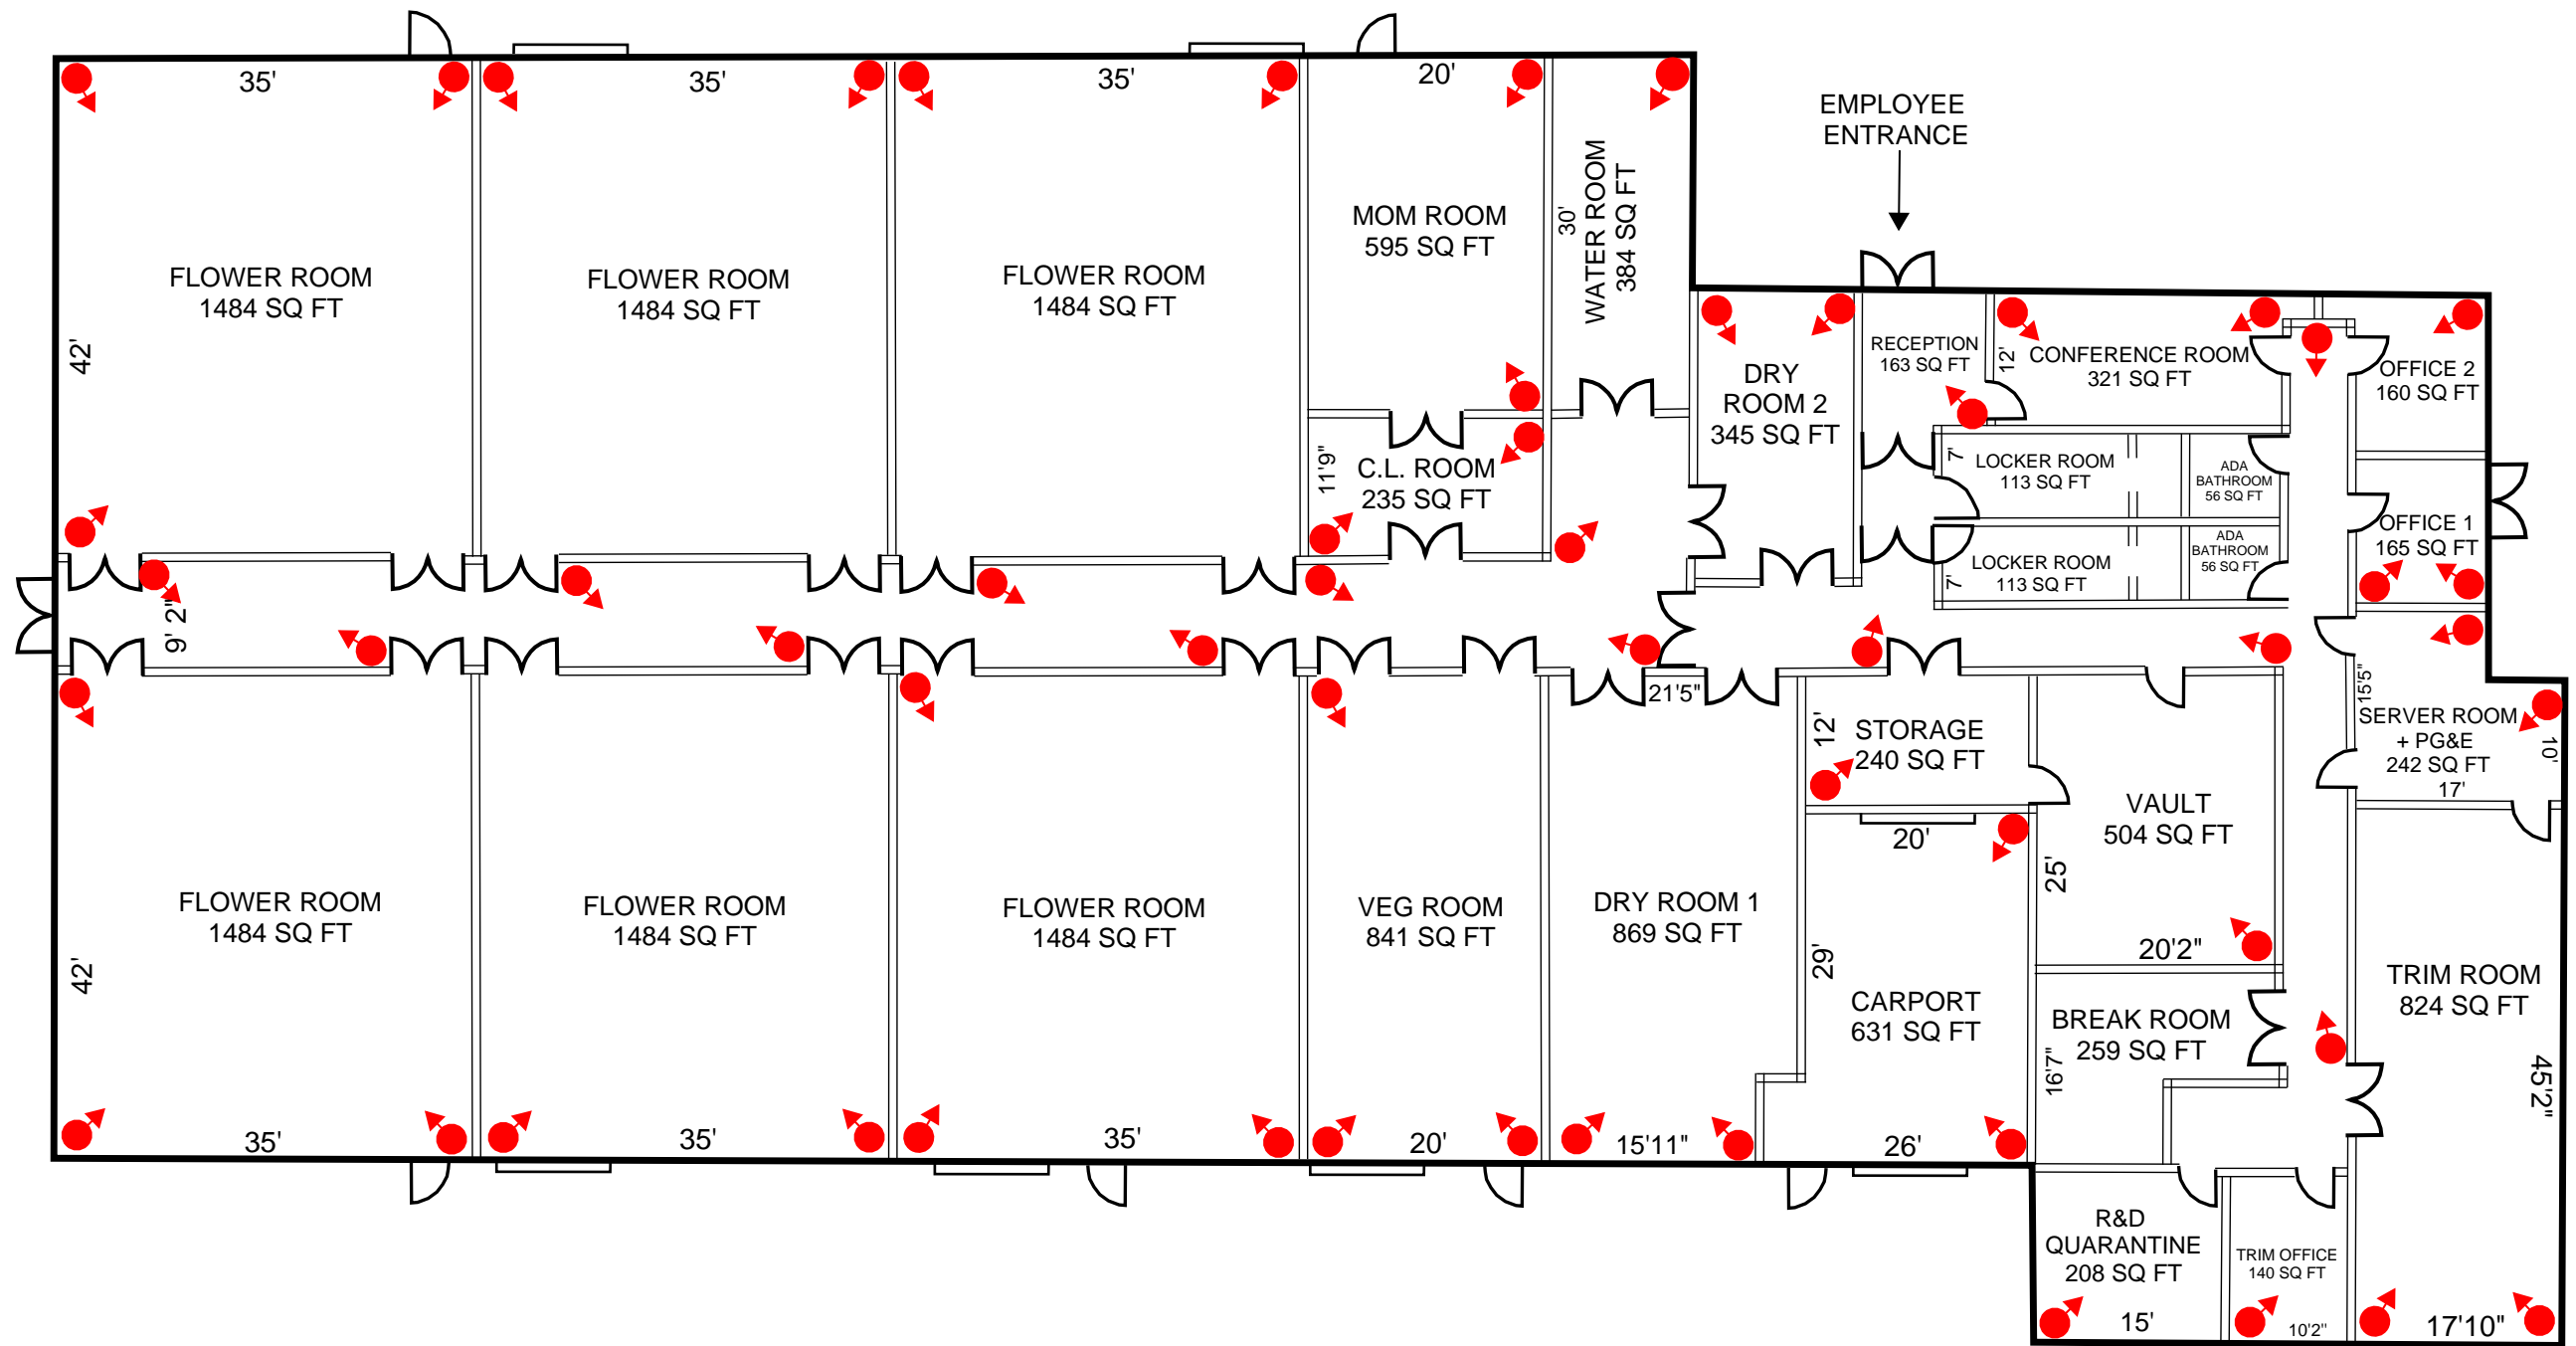 35'
35'
35'
20'
EMPLOYEE
ENTRANCE
MOM ROOM
595 SQ FT
30'
WATER ROOM
384 SQ FT
FLOWER ROOM
1484 SQ FT
FLOWER ROOM
1484 SQ FT
FLOWER ROOM
1484 SQ FT
42'
DRY
ROOM 2
345 SQ FT
RECEPTION
163 SQ FT
12'
CONFERENCE ROOM
321 SQ FT
OFFICE 2
160 SQ FT
11'9"
C.L. ROOM
235 SQ FT
7'
LOCKER ROOM
113 SQ FT
ADA
BATHROOM
56 SQ FT
OFFICE 1
165 SQ FT
7'
LOCKER ROOM
113 SQ FT
ADA
BATHROOM
56 SQ FT
9' 2"
21'5"
12'
STORAGE
240 SQ FT
15'5"
SERVER ROOM
+ PG&E
242 SQ FT
17'
10'
VAULT
504 SQ FT
20'
25'
20'2"
FLOWER ROOM
1484 SQ FT
FLOWER ROOM
1484 SQ FT
FLOWER ROOM
1484 SQ FT
VEG ROOM
841 SQ FT
DRY ROOM 1
869 SQ FT
42'
29'
CARPORT
631 SQ FT
BREAK ROOM
259 SQ FT
16'7"
TRIM ROOM
824 SQ FT
45'2"
35'
35'
35'
20'
15'11"
26'
R&D
QUARANTINE
208 SQ FT
TRIM OFFICE
140 SQ FT
15'
10'2"
17'10"